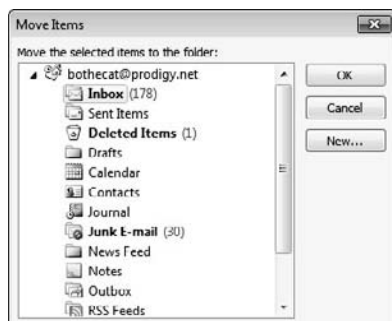 Move Items
Move the selected items to the folder:
bothecat@prodigy.net
Inbox (178)
Sent Items
Deleted Items (1)
Drafts
Calendar
Contacts
Journal
Junk E-mail (30)
News Feed
Notes
Outbox
RSS Feeds
OK
Cancel
New...